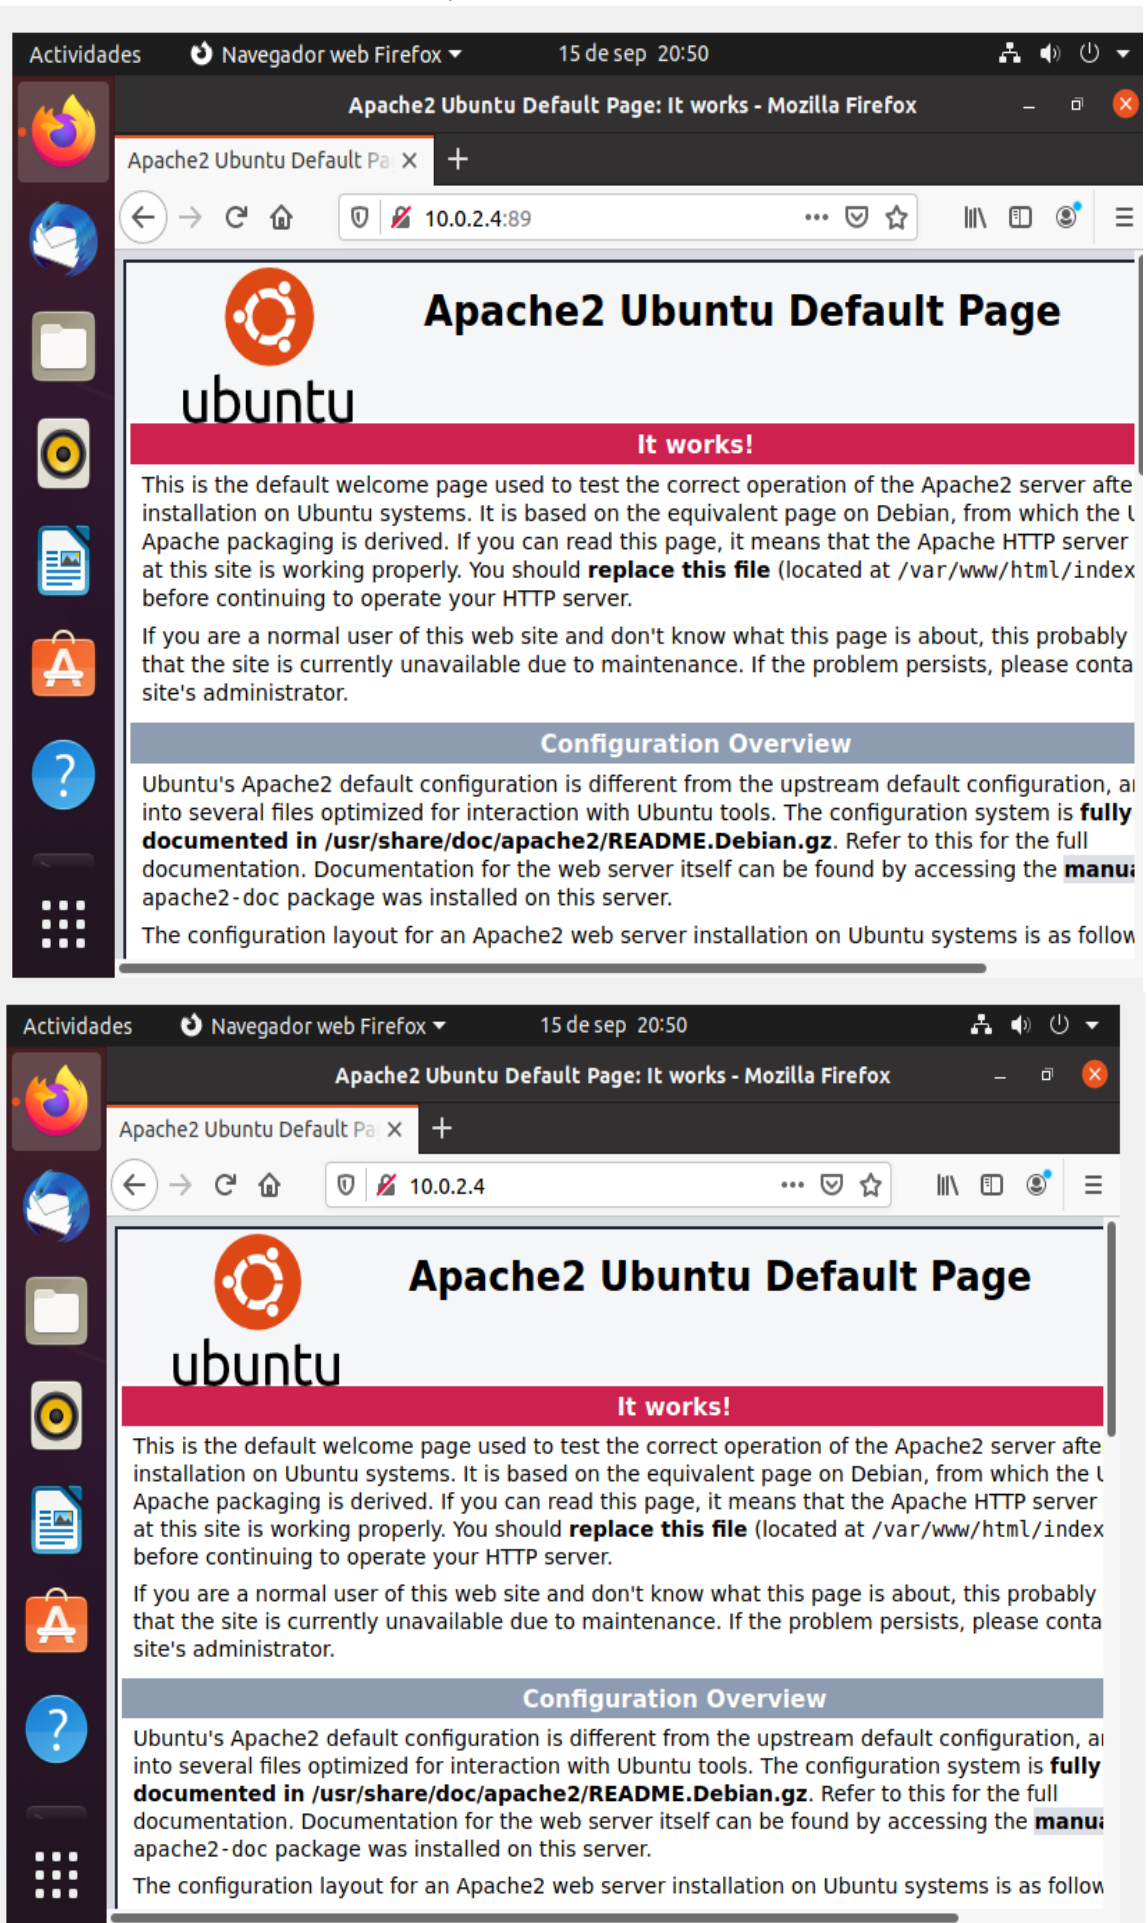 Actividades Navegador web Firefox 15 de sep 20:50
Apache2 Ubuntu Default Page: It works - Mozilla Firefox
Apache2 Ubuntu Default Pa
10.0.2.4:89
Apache2 Ubuntu Default Page
ubuntu
It works!
This is the default welcome page used to test the correct operation of the Apache2 server afte
installation on Ubuntu systems. It is based on the equivalent page on Debian, from which the U
Apache packaging is derived. If you can read this page, it means that the Apache HTTP server
at this site is working properly. You should replace this file (located at /var/www/html/index
before continuing to operate your HTTP server.
If you are a normal user of this web site and don't know what this page is about, this probably
that the site is currently unavailable due to maintenance. If the problem persists, please conta
site's administrator.
Configuration Overview
Ubuntu's Apache2 default configuration is different from the upstream default configuration, a
into several files optimized for interaction with Ubuntu tools. The configuration system is fully
documented in /usr/share/doc/apache2/README.Debian.gz. Refer to this for the full
documentation. Documentation for the web server itself can be found by accessing the manua
apache2-doc package was installed on this server.
The configuration layout for an Apache2 web server installation on Ubuntu systems is as follow
Actividades Navegador web Firefox 15 de sep 20:50
Apache2 Ubuntu Default Page: It works - Mozilla Firefox
Apache2 Ubuntu Default Pa
10.0.2.4
Apache2 Ubuntu Default Page
ubuntu
It works!
This is the default welcome page used to test the correct operation of the Apache2 server afte
installation on Ubuntu systems. It is based on the equivalent page on Debian, from which the U
Apache packaging is derived. If you can read this page, it means that the Apache HTTP server
at this site is working properly. You should replace this file (located at /var/www/html/index
before continuing to operate your HTTP server.
If you are a normal user of this web site and don't know what this page is about, this probably
that the site is currently unavailable due to maintenance. If the problem persists, please conta
site's administrator.
Configuration Overview
Ubuntu's Apache2 default configuration is different from the upstream default configuration, a
into several files optimized for interaction with Ubuntu tools. The configuration system is fully
documented in /usr/share/doc/apache2/README.Debian.gz. Refer to this for the full
documentation. Documentation for the web server itself can be found by accessing the manua
apache2-doc package was installed on this server.
The configuration layout for an Apache2 web server installation on Ubuntu systems is as follow